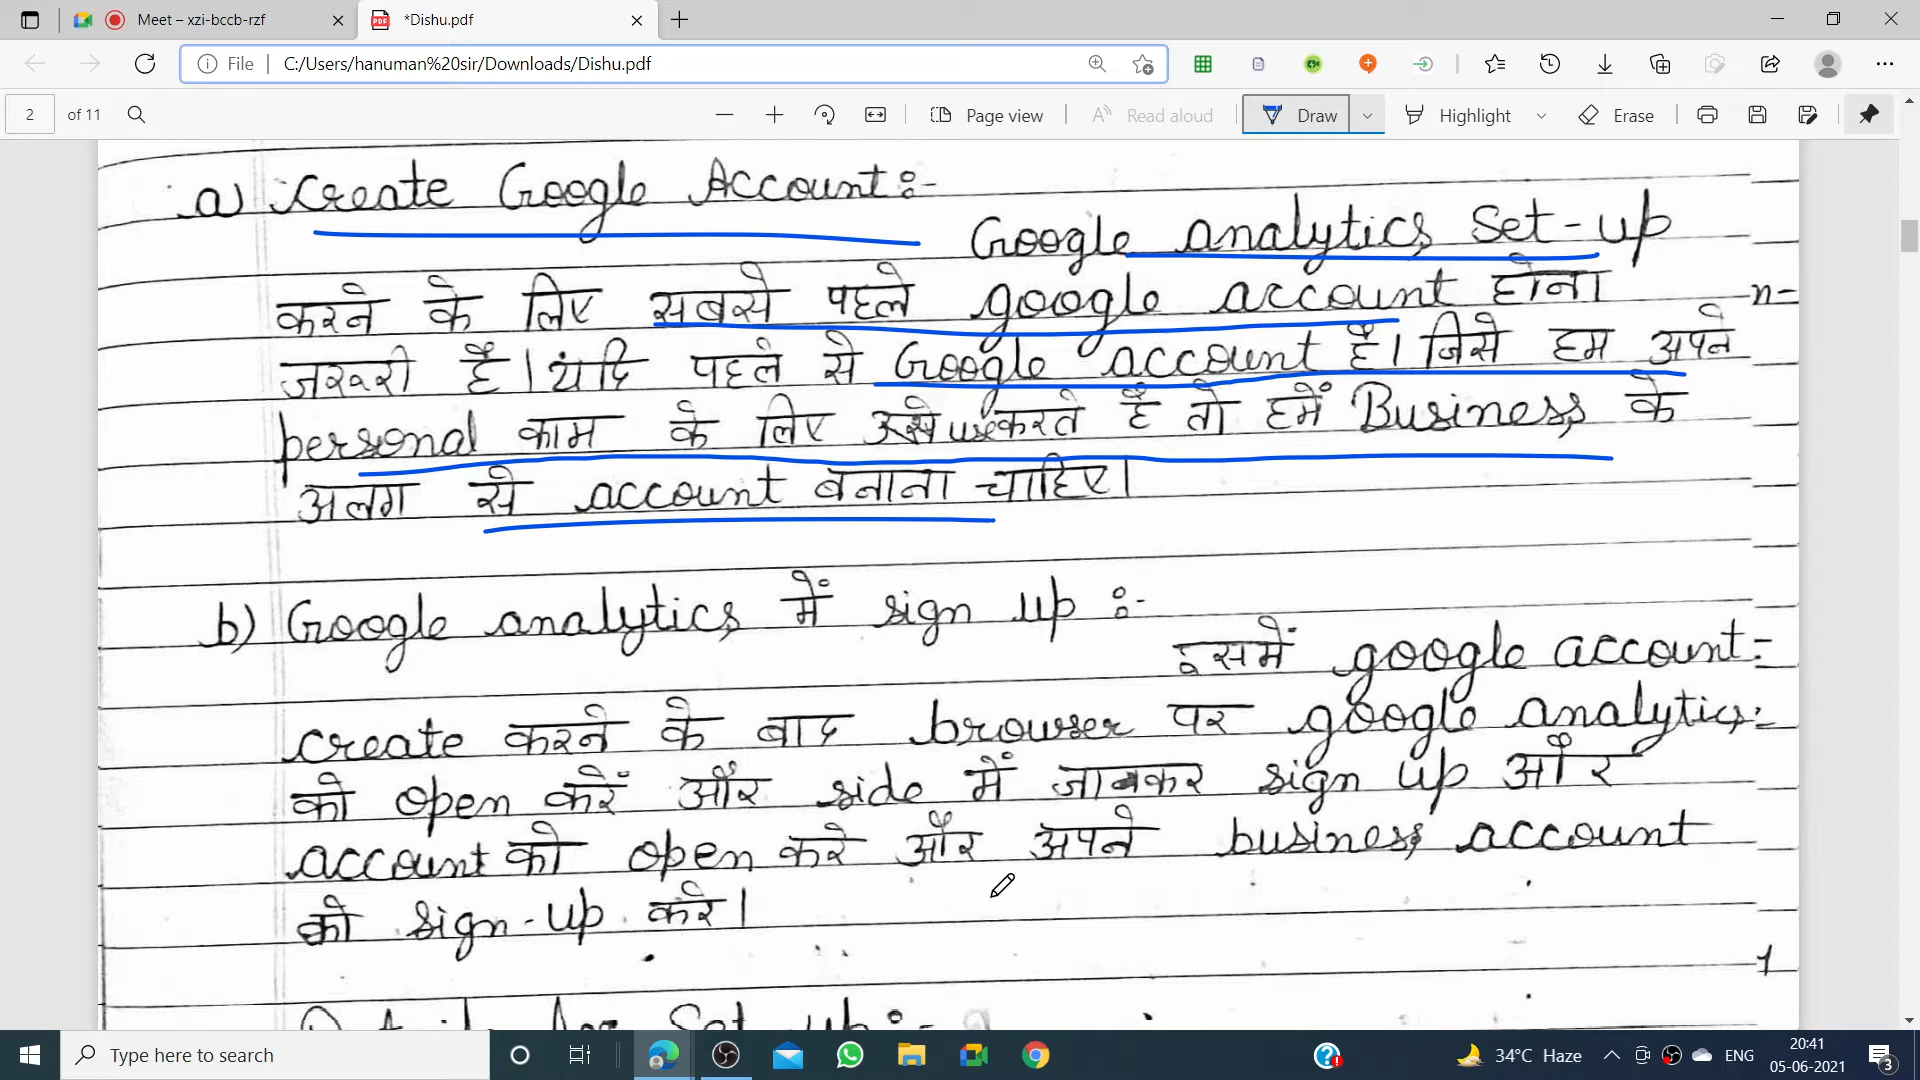 Meet – xzi-bccb-rzf
*Dishu.pdf
File
C:/Users/hanuman%20sir/Downloads/Dishu.pdf
2 of 11
Page view
Read aloud
Draw
Highlight
Erase
a) Create Google Account:-
Google analytics Set-up
करने के लिए सबसे पहले google account होना
जरूरी है। यदि पहले से Google account है। जिसे हम अपने
personal काम के लिए उसे use करते है तो हमें Business के
अलग से account बनाना चाहिए।
b) Google analytics में sign up :-
इसमें google account
create करने के बाद browser पर google analytics
को open करें और side में जाकर sign up और
account को open करे और अपने business account
को sign-up करे।
Set up:-
Type here to search
34°C Haze
ENG
20:41
05-06-2021
3